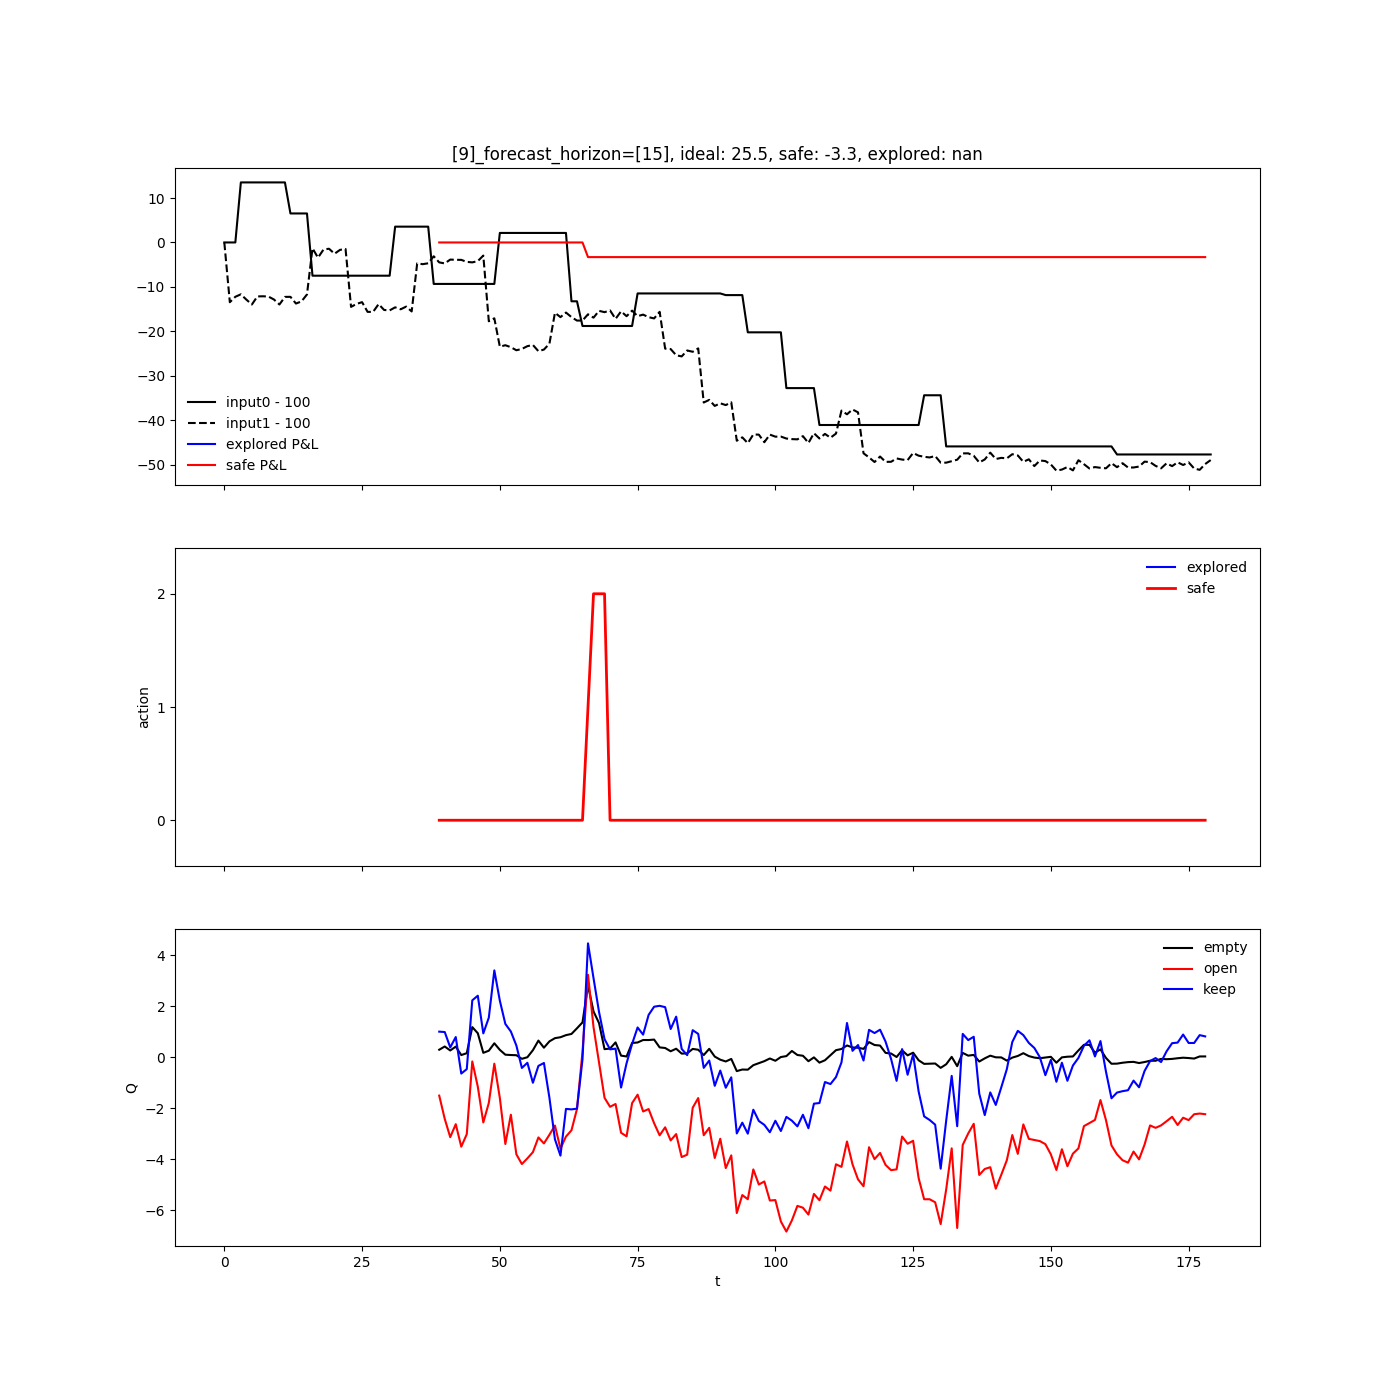 [9]_forecast_horizon=[15], ideal: 25.5, safe: -3.3, explored: nan
10
0
−10
−20
−30
−40
−50
input0 - 100
input1 - 100
explored P&L
safe P&L
action
2
1
0
explored
safe
Q
4
2
0
−2
−4
−6
empty
open
keep
0 25 50 75 100 125 150 175
t